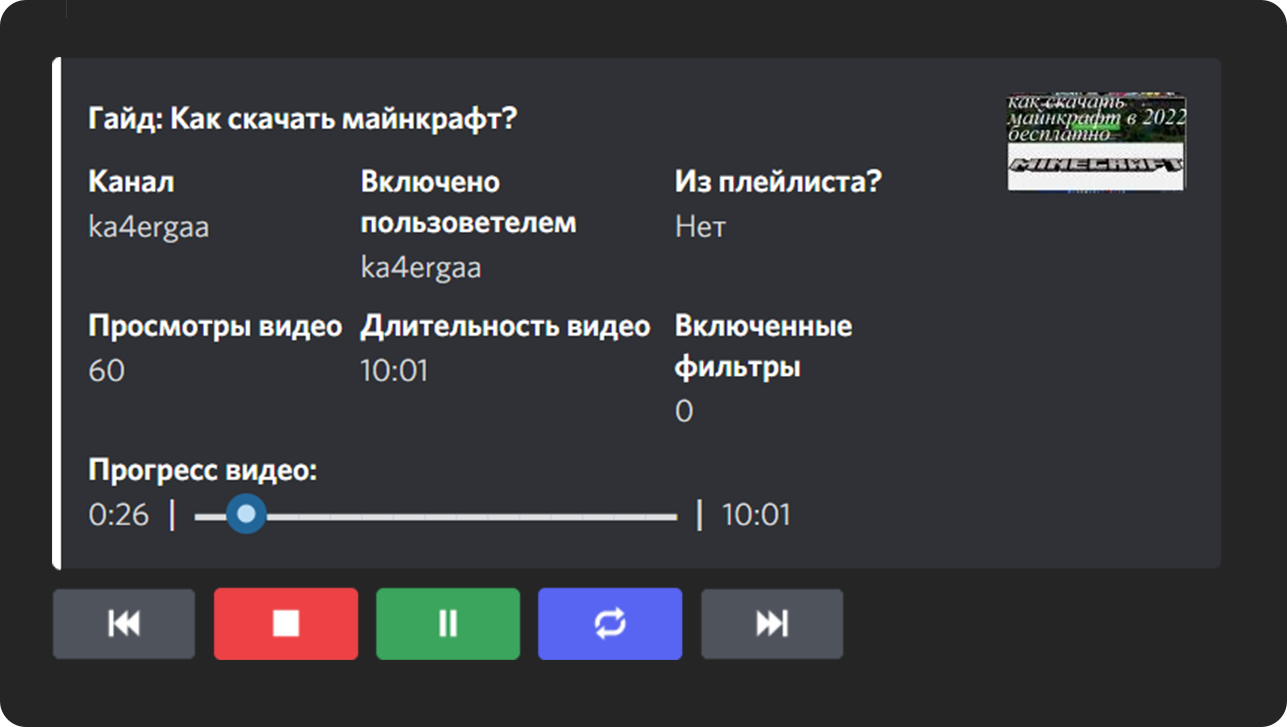 Гайд: Как скачать майнкрафт?
как скачать
майнкрафт в 2022
бесплатно
MINECRAFT
Канал
ka4ergaa
Включено
пользоветелем
ka4ergaa
Из плейлиста?
Нет
Просмотры видео
60
Длительность видео
10:01
Включенные
фильтры
0
Прогресс видео:
0:26 | | 10:01